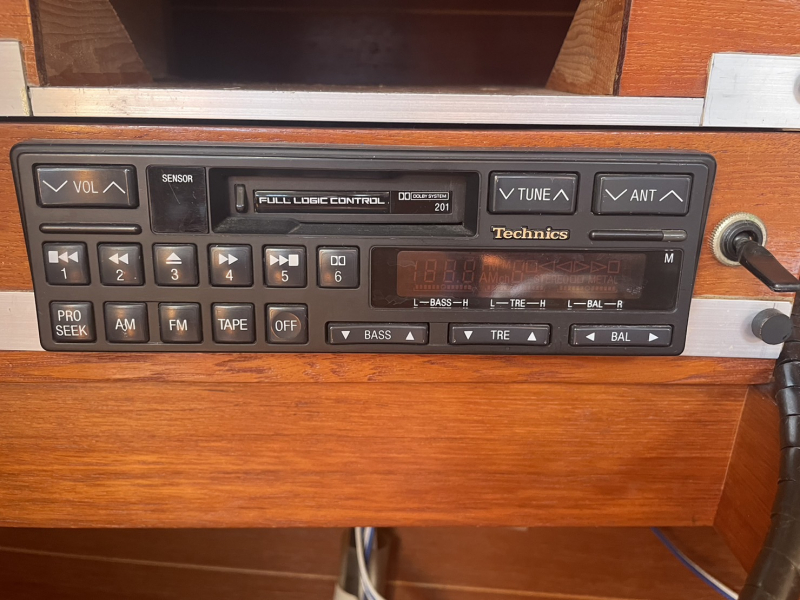 VOL
SENSOR
FULL LOGIC CONTROL
DOLBY SYSTEM
201
TUNE
ANT
Technics
1
2
3
4
5
6
M
AM
L BASS H
L TRE H
L BAL R
PRO
SEEK
AM
FM
TAPE
OFF
BASS
TRE
BAL